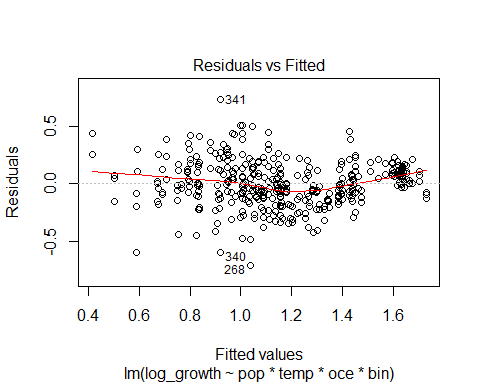 Residuals vs Fitted
Residuals
0.5
0.0
-0.5
341
340
268
0.4 0.6 0.8 1.0 1.2 1.4 1.6
Fitted values
lm(log_growth ~ pop * temp * oce * bin)